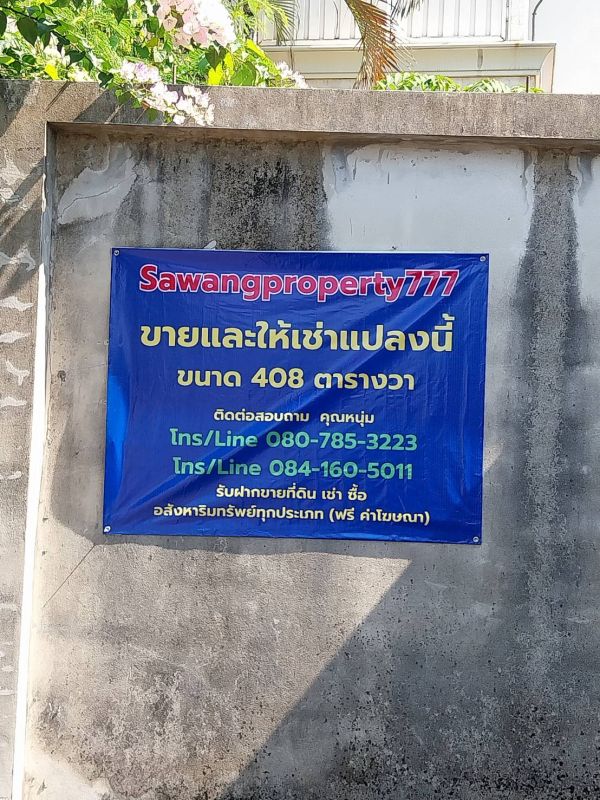 Sawangproperty777
ขายและให้เช่าแปลงนี้
ขนาด 408 ตารางวา
ติดต่อสอบถาม คุณหนุ่ม
โทร/Line 080-785-3223
โทร/Line 084-160-5011
รับฝากขายที่ดิน เช่า ซื้อ
อสังหาริมทรัพย์ทุกประเภท (ฟรี ค่าโฆษณา)